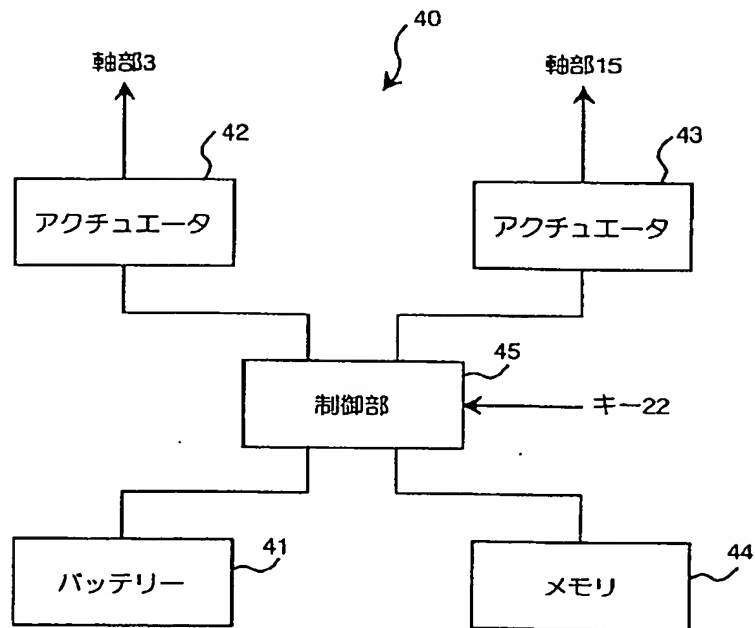 40
軸部3
軸部15
42
43
アクチュエータ
アクチュエータ
45
制御部
キー22
41
44
バッテリー
メモリ